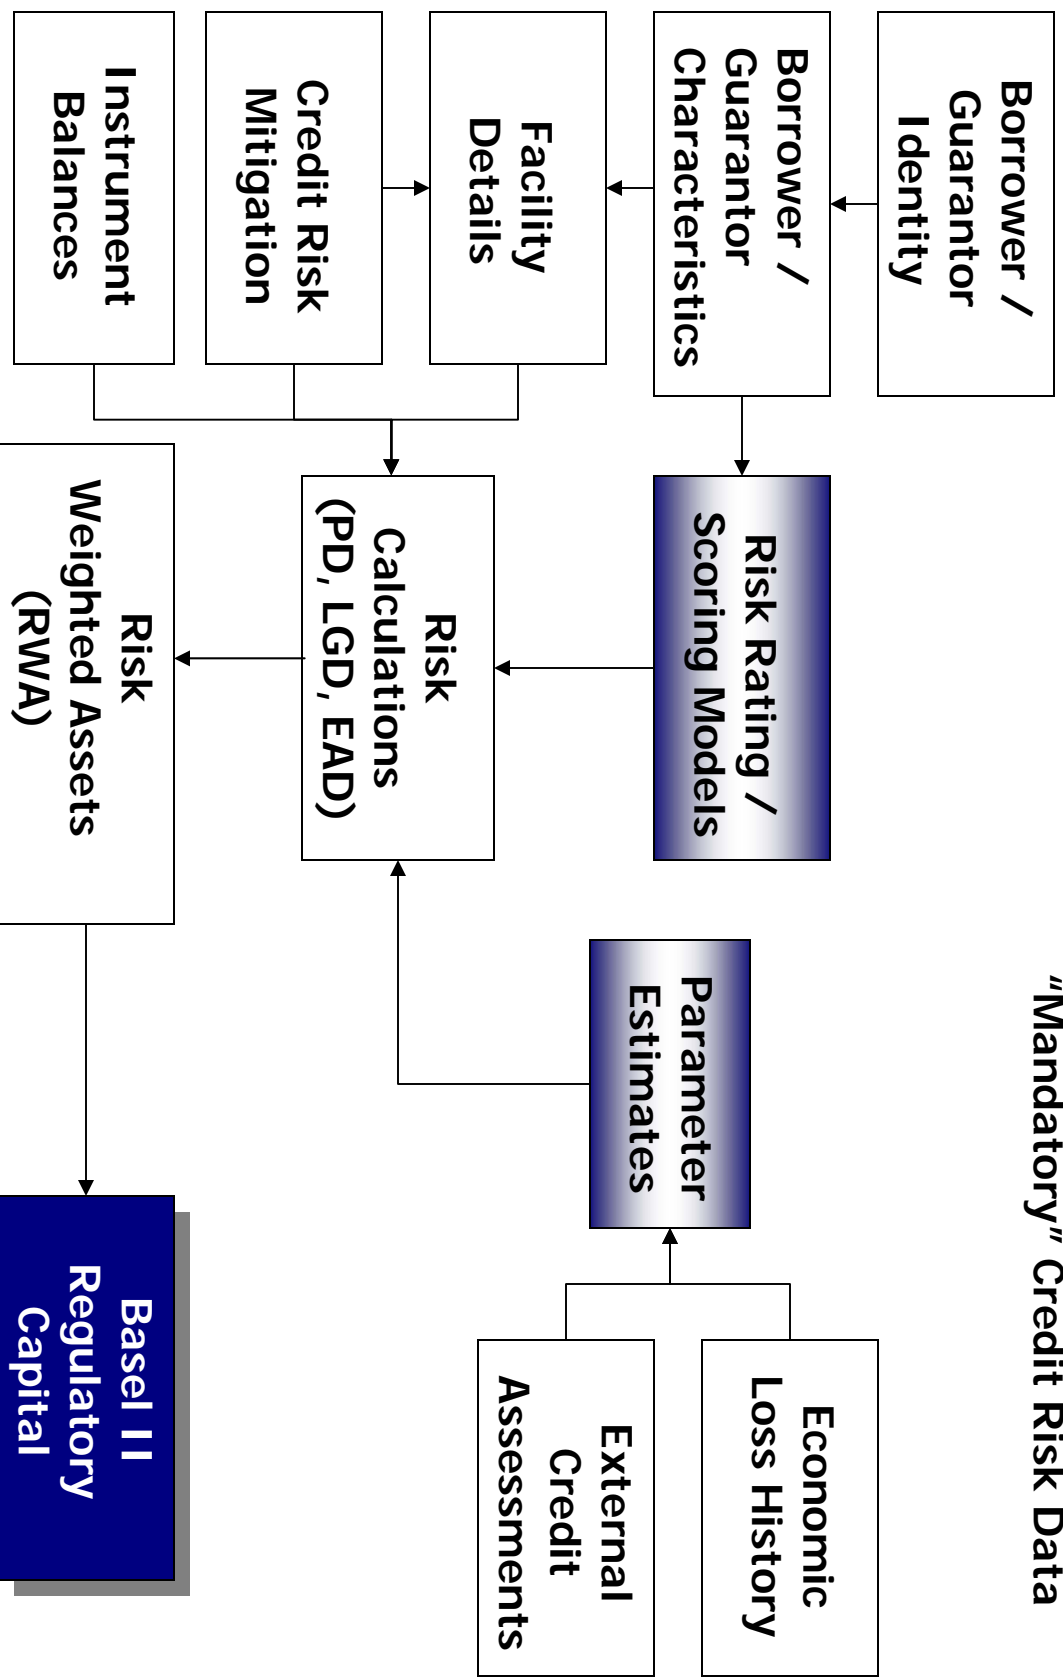 "Mandatory" Credit Risk Data
Borrower /
Guarantor
Identity
Borrower /
Guarantor
Characteristics
Facility
Details
Credit Risk
Mitigation
Instrument
Balances
Risk Rating /
Scoring Models
Risk
Calculations
(PD, LGD, EAD)
Risk
Weighted Assets
(RWA)
Parameter
Estimates
Economic
Loss History
External
Credit
Assessments
Basel II
Regulatory
Capital